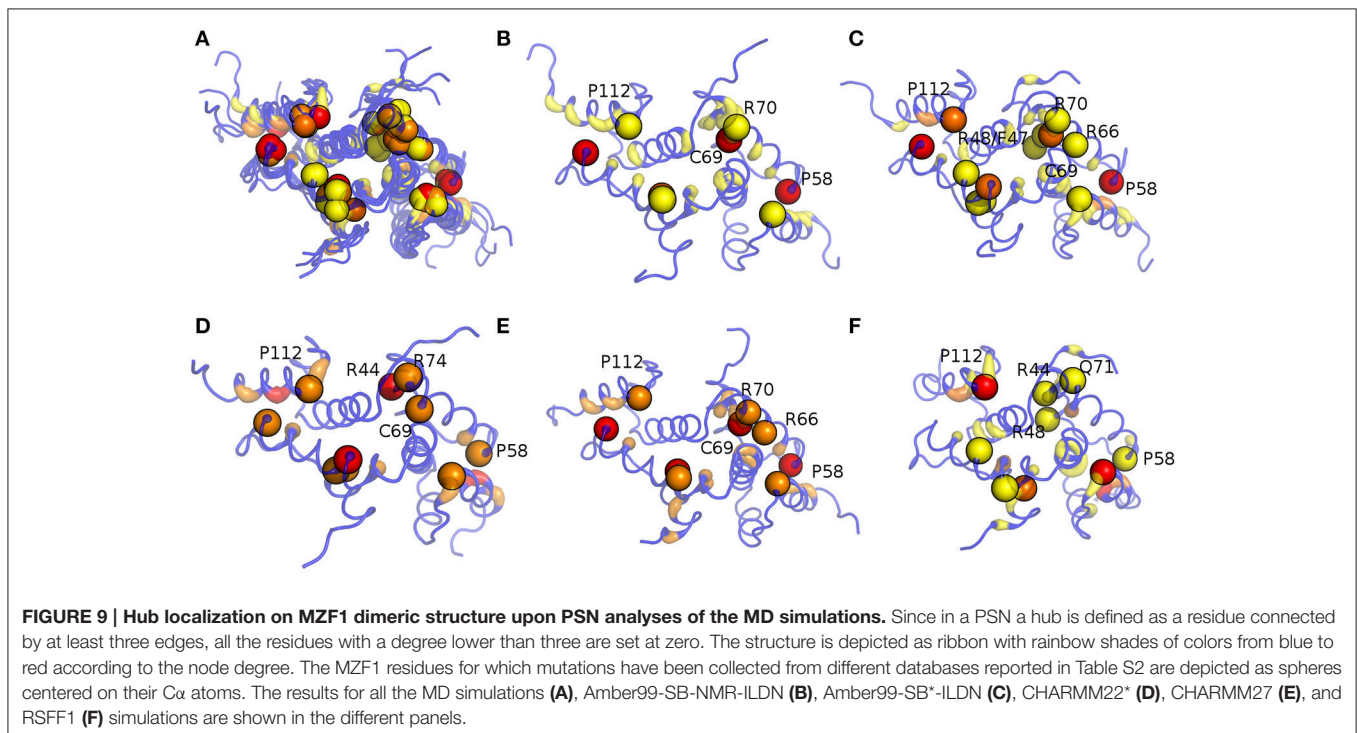 A
B
C
P112
R70
C69
P58
P112
R70
R48/F47
R66
C69
P58
D
E
F
P112
R44
R74
C69
P58
P112
R70
C69
R66
P58
P112
R44
Q71
R48
P58
FIGURE 9 | Hub localization on MZF1 dimeric structure upon PSN analyses of the MD simulations. Since in a PSN a hub is defined as a residue connected
by at least three edges, all the residues with a degree lower than three are set at zero. The structure is depicted as ribbon with rainbow shades of colors from blue to
red according to the node degree. The MZF1 residues for which mutations have been collected from different databases reported in Table S2 are depicted as spheres
centered on their Cα atoms. The results for all the MD simulations (A), Amber99-SB-NMR-ILDN (B), Amber99-SB*-ILDN (C), CHARMM22* (D), CHARMM27 (E), and
RSFF1 (F) simulations are shown in the different panels.